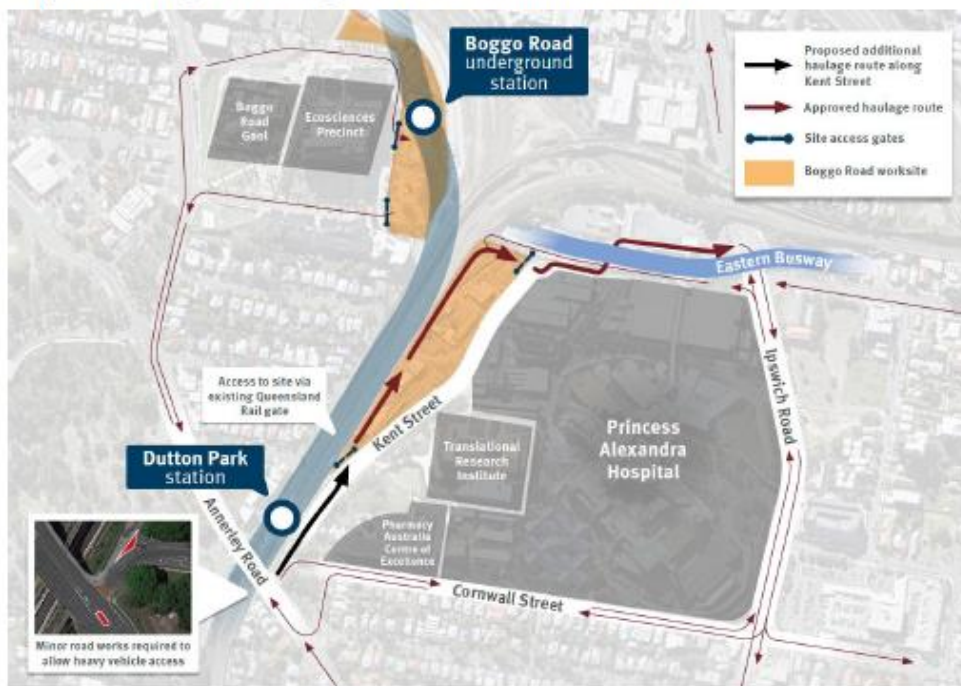 Boggo Road
underground
station
Proposed additional
haulage route along
Kent Street
Approved haulage route
Site access gates
Boggo Road worksite
Boggo
Road
Gaol
Ecosciences
Precinct
Eastern Busway
Ipswich Road
Access to site via
existing Queensland
Rail gate
Kent Street
Princess
Alexandra
Hospital
Translational
Research
Institute
Dutton Park
station
Annerley Road
Pharmacy
Australia
Centre of
Excellence
Cornwall Street
Minor road works required to
allow heavy vehicle access